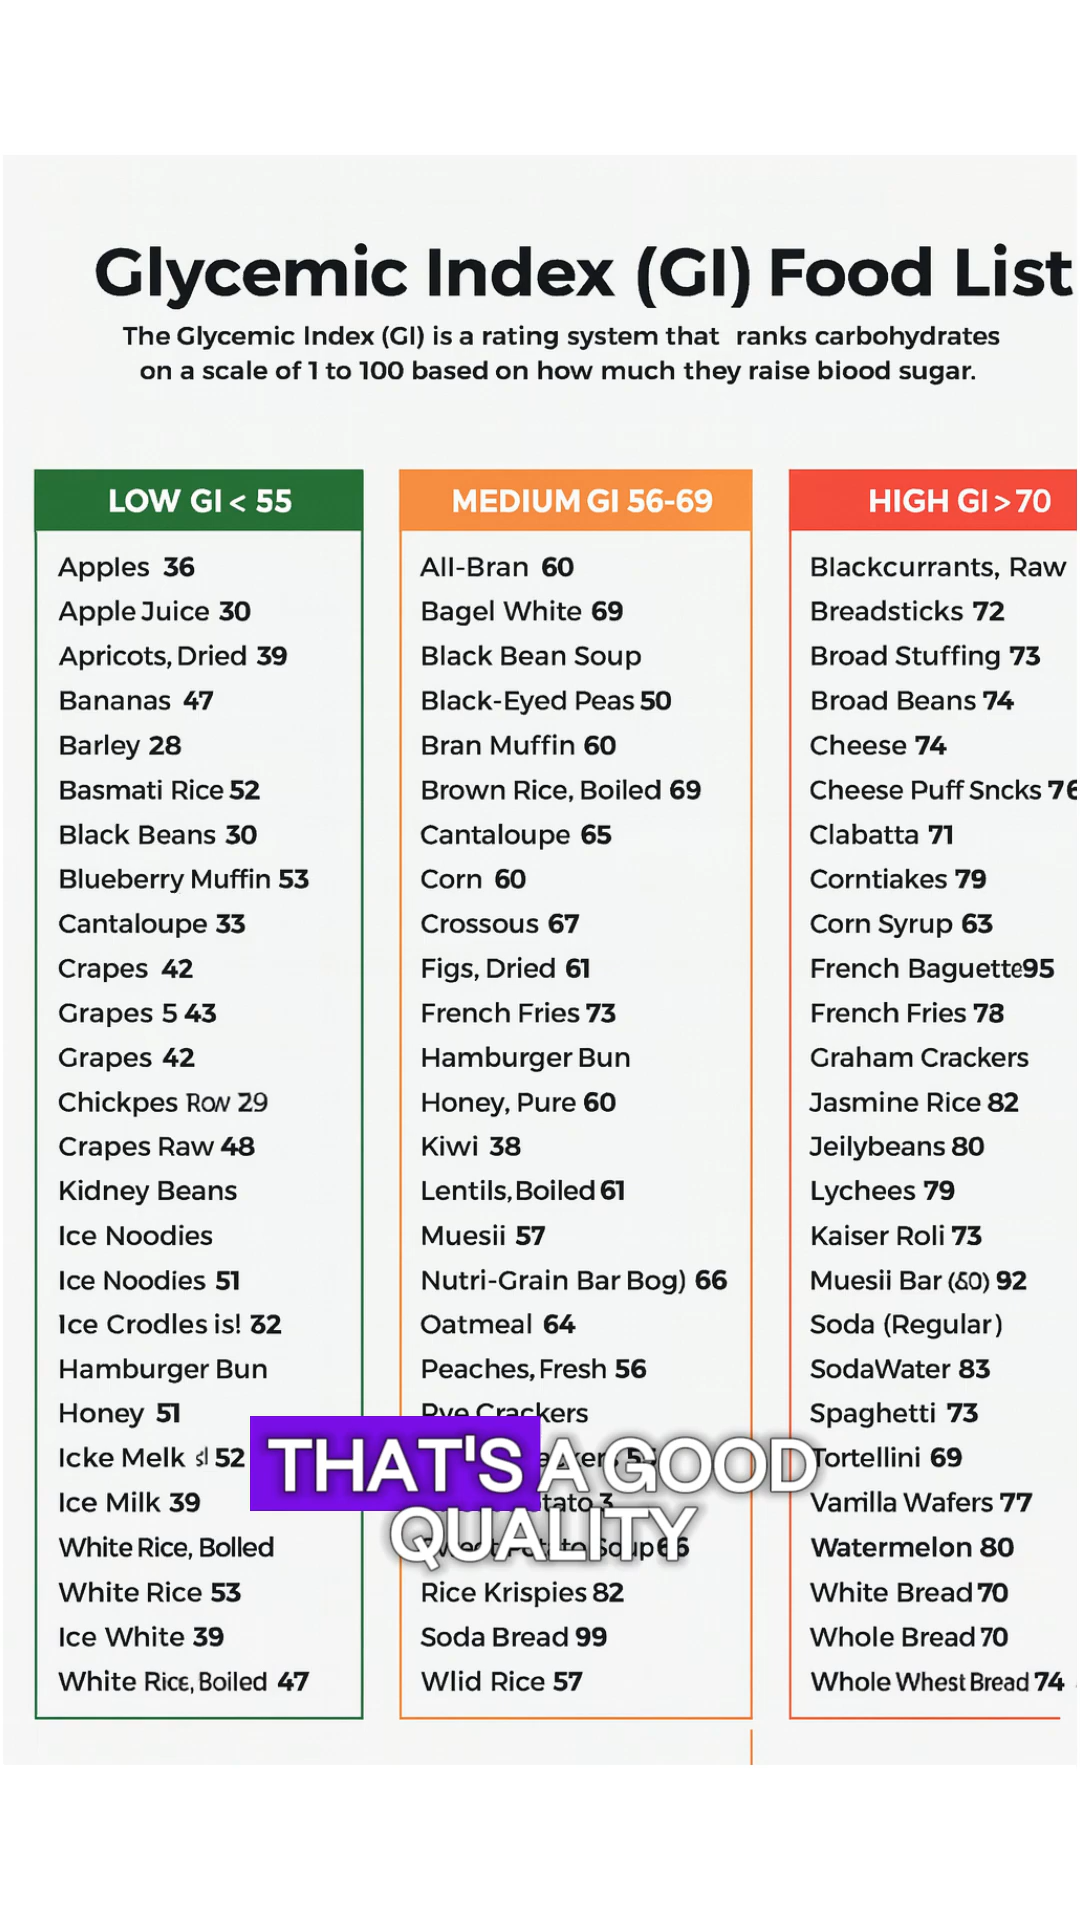 Glycemic Index (GI) Food List
The Glycemic Index (GI) is a rating system that ranks carbohydrates
on a scale of 1 to 100 based on how much they raise biood sugar.
LOW GI < 55
Apples 36
Apple Juice 30
Apricots, Dried 39
Bananas 47
Barley 28
Basmati Rice 52
Black Beans 30
Blueberry Muffin 53
Cantaloupe 33
Crapes 42
Grapes 5 43
Grapes 42
Chickpes Row 29
Crapes Raw 48
Kidney Beans
Ice Noodies
Ice Noodies 51
Ice Crodles is!
Hamburger Bun
Honey 51
Icke Melk 52
Ice Milk 39
White Rice, Bolled
White Rice 53
Ice White 39
White Rice, Boiled 47
MEDIUM GI 56-69
All-Bran 60
Bagel White 69
Black Bean Soup
Black-Eyed Peas 50
Bran Muffin 60
Brown Rice, Boiled 69
Cantaloupe 65
Corn 60
Crossous 67
Figs, Dried 61
French Fries 73
Hamburger Bun
Honey, Pure 60
Kiwi 38
Lentils, Boiled 61
Muesii 57
Nutri-Grain Bar Bog) 66
Oatmeal 64
Peaches, Fresh 56
Rye Crackers
Rice Krispies 82
Soda Bread 99
Wlid Rice 57
HIGH GI > 70
Blackcurrants, Raw
Breadsticks 72
Broad Stuffing 73
Broad Beans 74
Cheese 74
Cheese Puff Sncks 76
Clabatta 71
Corntiakes 79
Corn Syrup 63
French Baguette 95
French Fries 78
Graham Crackers
Jasmine Rice 82
Jeilybeans 80
Lychees 79
Kaiser Roli 73
Muesii Bar 92
Soda (Regular)
SodaWater 83
Spaghetti 73
Tortellini 69
Vamilla Wafers 77
Watermelon 80
White Bread 70
Whole Bread 70
Whole Whest Bread 74
THAT'S A GOOD
QUALITY